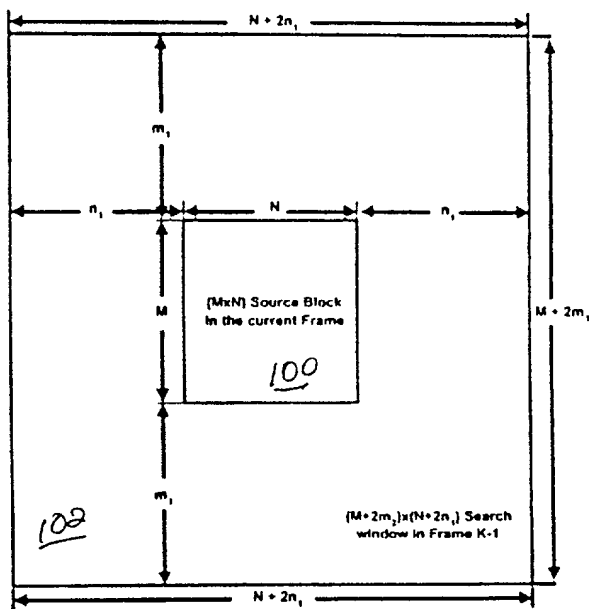 N + 2n₁
m₁
n₁
N
n₁
M
(MxN) Source Block
in the current Frame
100
M + 2m₁
m₁
102
(M+2m₂)x(N+2n₁) Search
window in Frame K-1
N + 2n₁